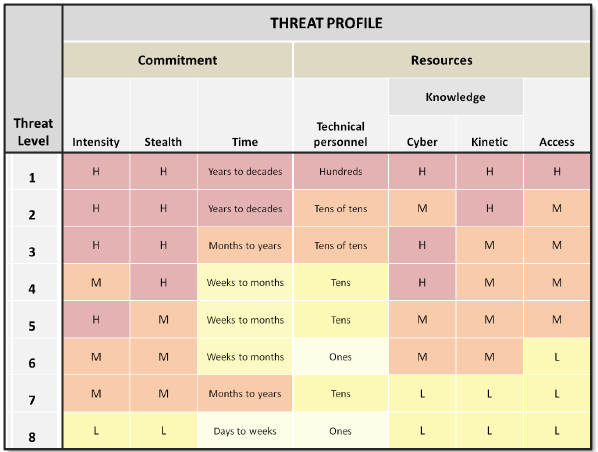 THREAT PROFILE
Commitment Resources
Knowledge
Threat
Level
Intensity Stealth Time Technical
personnel Cyber Kinetic Access
1 H H Years to decades Hundreds H H H
2 H H Years to decades Tens of tens M H M
3 H H Months to years Tens of tens H M M
4 M H Weeks to months Tens H M M
5 H M Weeks to months Tens M M M
6 M M Weeks to months Ones M M L
7 M M Months to years Tens L L L
8 L L Days to weeks Ones L L L